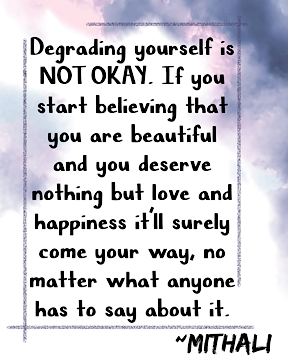 Degrading yourself is
NOT OKAY. If you
start believing that
you are beautiful
and you deserve
nothing but love and
happiness it'll surely
come your way, no
matter what anyone
has to say about it.
~MITHALI